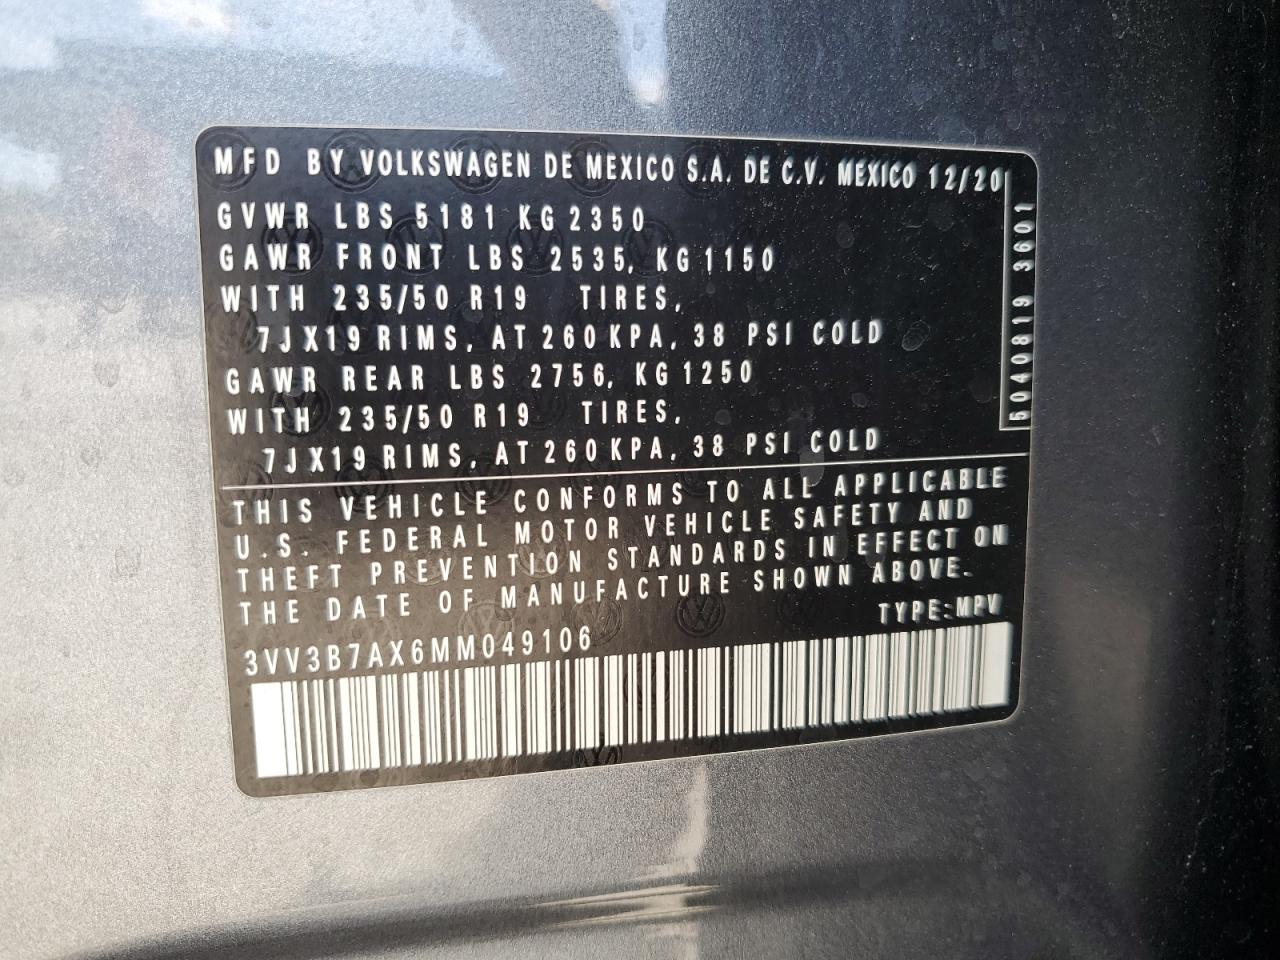 MFD BY VOLKSWAGEN DE MEXICO S.A. DE C.V. MEXICO 12/20
GVWR LBS 5181 KG 2350
GAWR FRONT LBS 2535, KG 1150
WITH 235/50 R19 TIRES,
7JX19 RIMS, AT 260 KPA, 38 PSI COLD
GAWR REAR LBS 2756, KG 1250
WITH 235/50 R19 TIRES,
7JX19 RIMS, AT 260 KPA, 38 PSI COLD
5040819 3601
THIS VEHICLE CONFORMS TO ALL APPLICABLE
U.S. FEDERAL MOTOR VEHICLE SAFETY AND
THEFT PREVENTION STANDARDS IN EFFECT ON
THE DATE OF MANUFACTURE SHOWN ABOVE.
TYPE:MPV
3VV3B7AX6MM049106